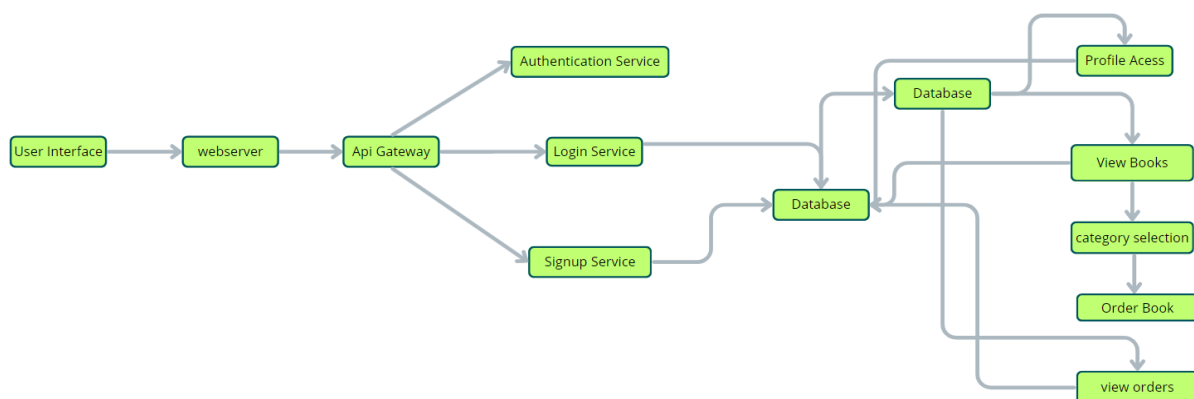 User Interface
webserver
Api Gateway
Authentication Service
Login Service
Signup Service
Database
Database
Profile Acess
View Books
category selection
Order Book
view orders